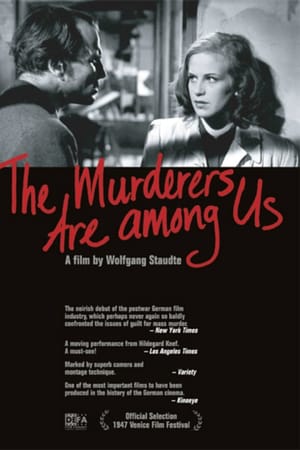 The Murderers
Are among Us
A film by Wolfgang Staudte
The noirish debut of the postwar German film
industry, which perhaps never again so baldly
confronted the issues of guilt for mass murder.
– New York Times
A moving performance from Hildegard Knef.
A must-see! – Los Angeles Times
Marked by superb camera and
montage technique. – Variety
One of the most important films to have been
produced in the history of the German cinema.
– Kinoeye
DEFA
Official Selection
1947 Venice Film Festival